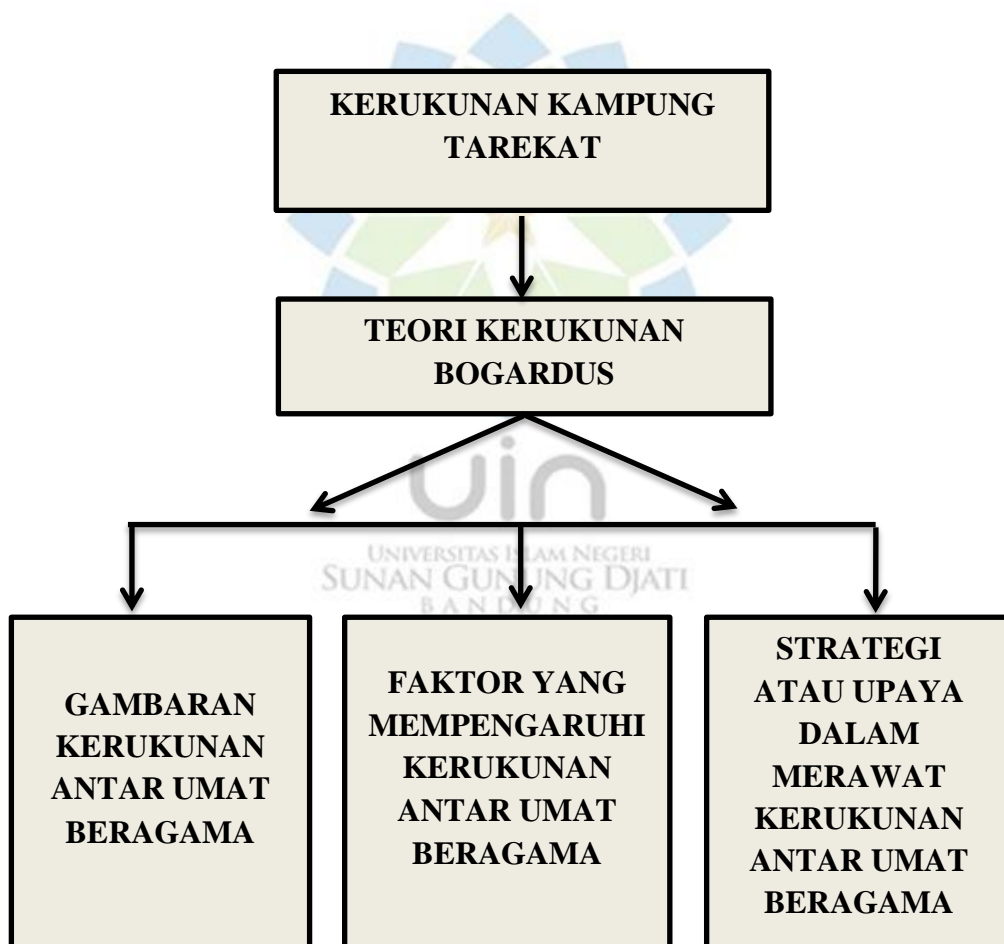 KERUKUNAN KAMPUNG
TAREKAT
TEORI KERUKUNAN
BOGARDUS
uin
UNIVERSITAS ISLAM NEGERI
SUNAN GUNUNG DJATI
BANDUNG
GAMBARAN
KERUKUNAN
ANTAR UMAT
BERAGAMA
FAKTOR YANG
MEMPENGARUHI
KERUKUNAN
ANTAR UMAT
BERAGAMA
STRATEGI
ATAU UPAYA
DALAM
MERAWAT
KERUKUNAN
ANTAR UMAT
BERAGAMA